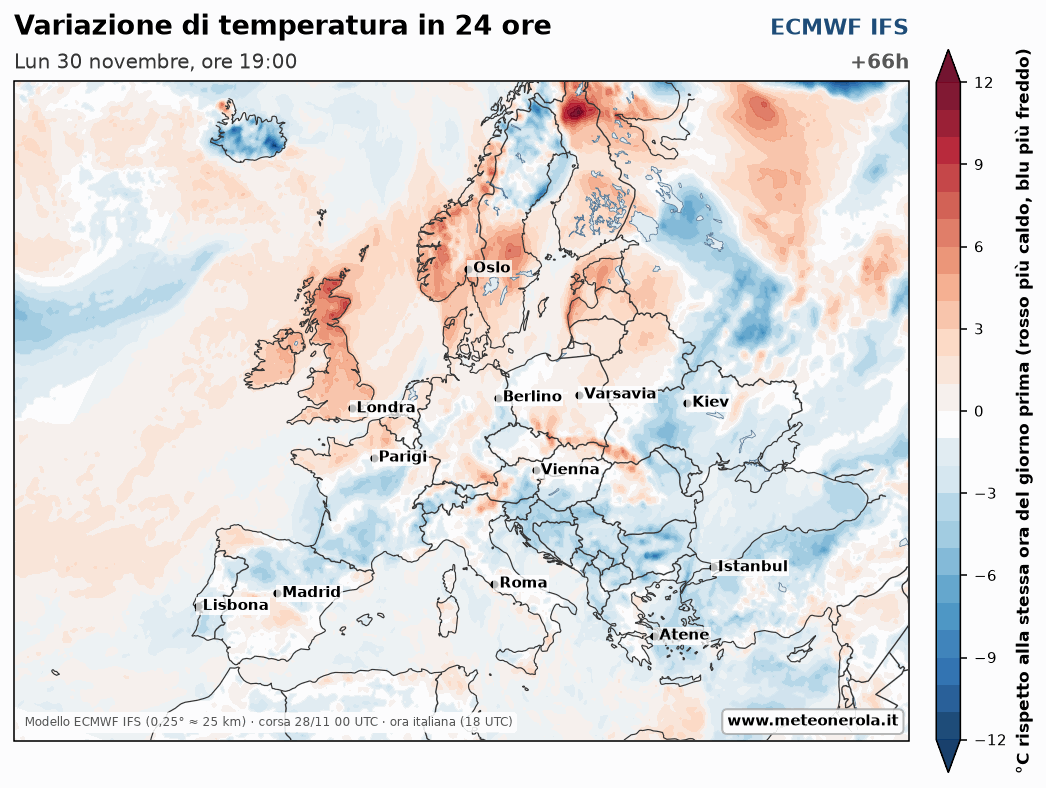 Variazione di temperatura in 24 ore
ECMWF IFS
Lun 30 novembre, ore 19:00
+66h
Oslo
Londra
Berlino
Varsavia
Kiev
Parigi
Vienna
Istanbul
Roma
Madrid
Lisbona
Atene
Modello ECMWF IFS (0,25° ≈ 25 km) · corsa 28/11 00 UTC · ora italiana (18 UTC)
www.meteonerola.it
12
9
6
3
0
−3
−6
−9
−12
°C rispetto alla stessa ora del giorno prima (rosso più caldo, blu più freddo)